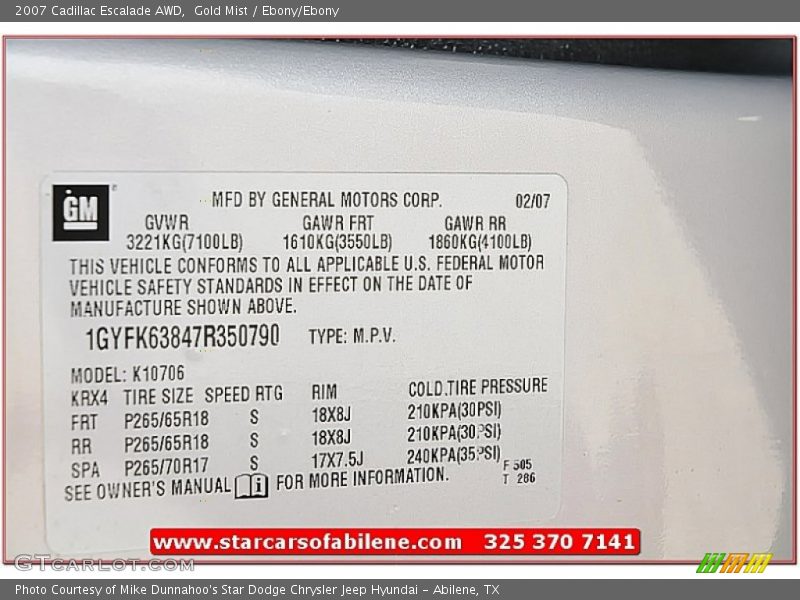 2007 Cadillac Escalade AWD, Gold Mist / Ebony/Ebony
GM
MFD BY GENERAL MOTORS CORP. 02/07
GVWR GAWR FRT GAWR RR
3221KG(7100LB) 1610KG(3550LB) 1860KG(4100LB)
THIS VEHICLE CONFORMS TO ALL APPLICABLE U.S. FEDERAL MOTOR
VEHICLE SAFETY STANDARDS IN EFFECT ON THE DATE OF
MANUFACTURE SHOWN ABOVE.
1GYFK63847R350790 TYPE: M.P.V.
MODEL: K10706
KRX4 TIRE SIZE SPEED RTG RIM COLD.TIRE PRESSURE
FRT P265/65R18 S 18X8J 210KPA(30PSI)
RR P265/65R18 S 18X8J 210KPA(30PSI)
SPA P265/70R17 S 17X7.5J 240KPA(35PSI)
SEE OWNER'S MANUAL i FOR MORE INFORMATION.
F 505
T 286
www.starcarsofabilene.com 325 370 7141
GTcarlot.com
Photo Courtesy of Mike Dunnahoo's Star Dodge Chrysler Jeep Hyundai – Abilene, TX